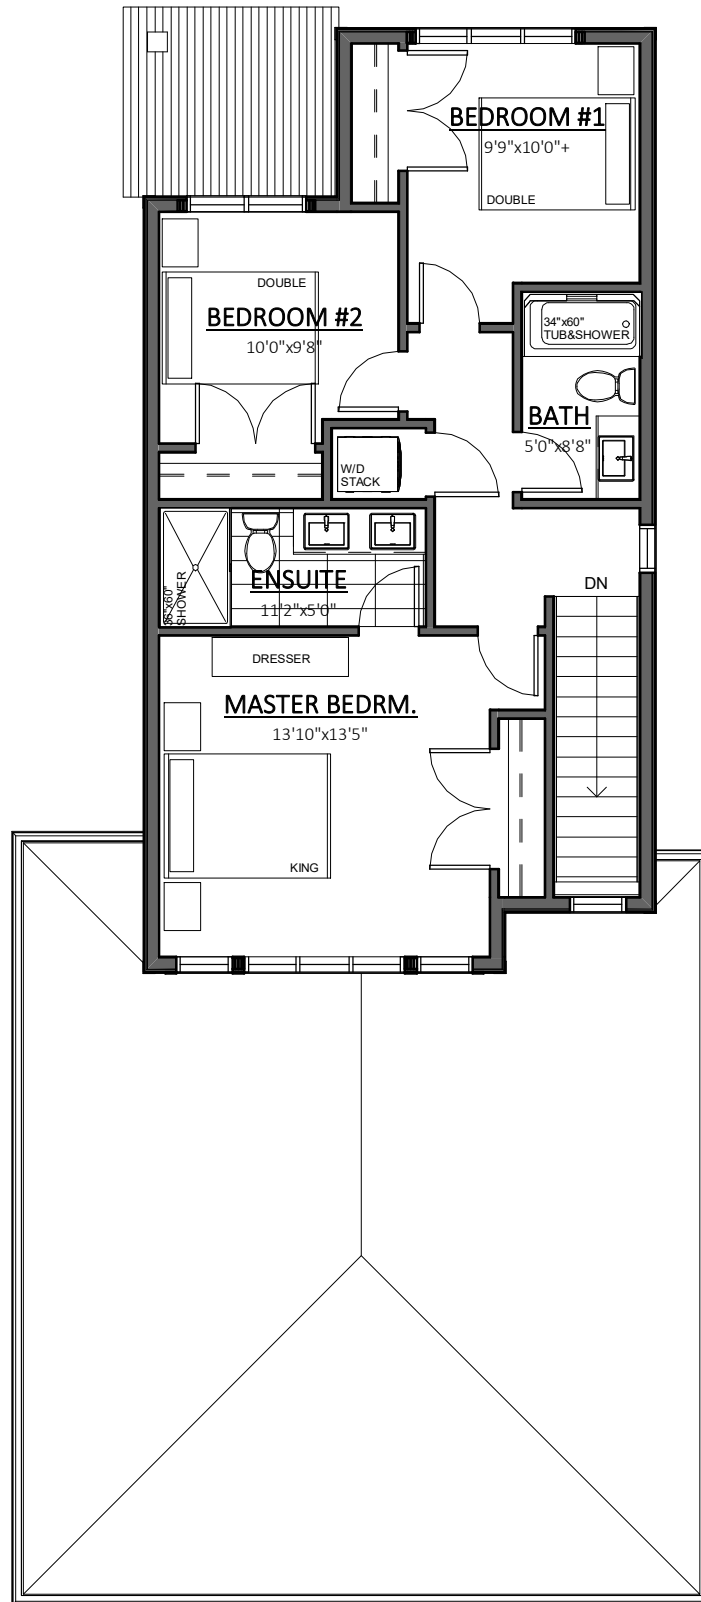 BEDROOM #1
9'9"x10'0"+
DOUBLE
DOUBLE
BEDROOM #2
10'0"x9'8"
34"x60"
TUB&SHOWER
BATH
5'0"x8'8"
W/D
STACK
36"x60"
SHOWER
ENSUITE
11'2"x5'0"
DN
DRESSER
MASTER BEDRM.
13'10"x13'5"
KING